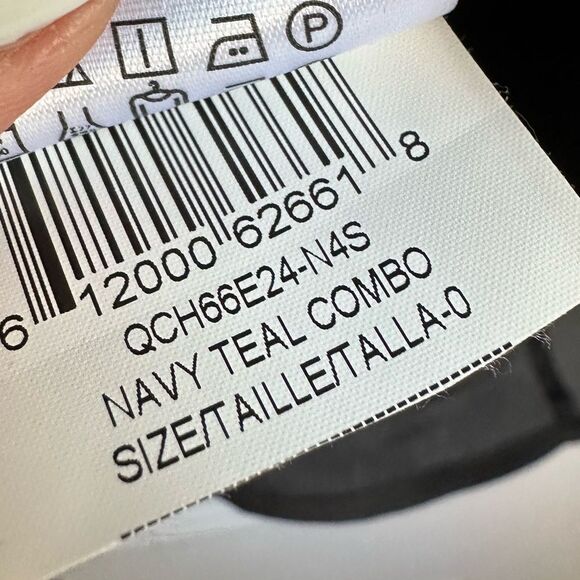 P
6 12000 62661 8
QCH66E24-N4S
NAVY TEAL COMBO
SIZE/TAILLE/TALLA-0